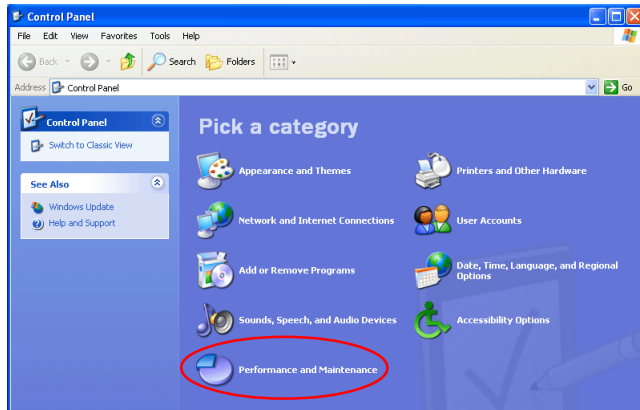 Control Panel
File Edit View Favorites Tools Help
Back Search Folders
Address Control Panel Go
Control Panel
Switch to Classic View
See Also
Windows Update
Help and Support
Pick a category
Appearance and Themes
Printers and Other Hardware
Network and Internet Connections
User Accounts
Add or Remove Programs
Date, Time, Language, and Regional
Options
Sounds, Speech, and Audio Devices
Accessibility Options
Performance and Maintenance